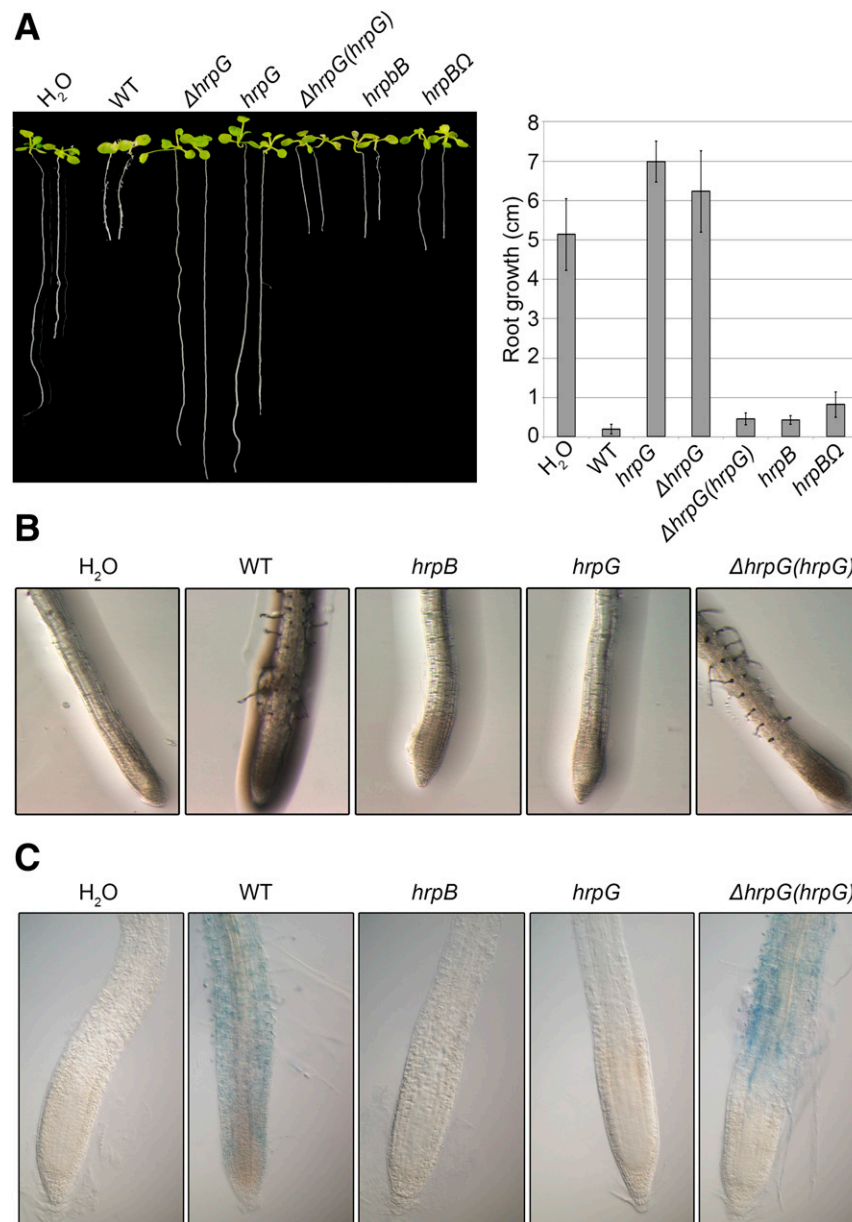 A
H₂O WT ΔhrpG hrpG ΔhrpG(hrpG) hrpbB hrpBΩ
8
7
6
5
4
3
2
1
0
Root growth (cm)
H₂O WT hrpG ΔhrpG ΔhrpG(hrpG) hrpB hrpBΩ
B
H₂O WT hrpB hrpG ΔhrpG(hrpG)
C
H₂O WT hrpB hrpG ΔhrpG(hrpG)